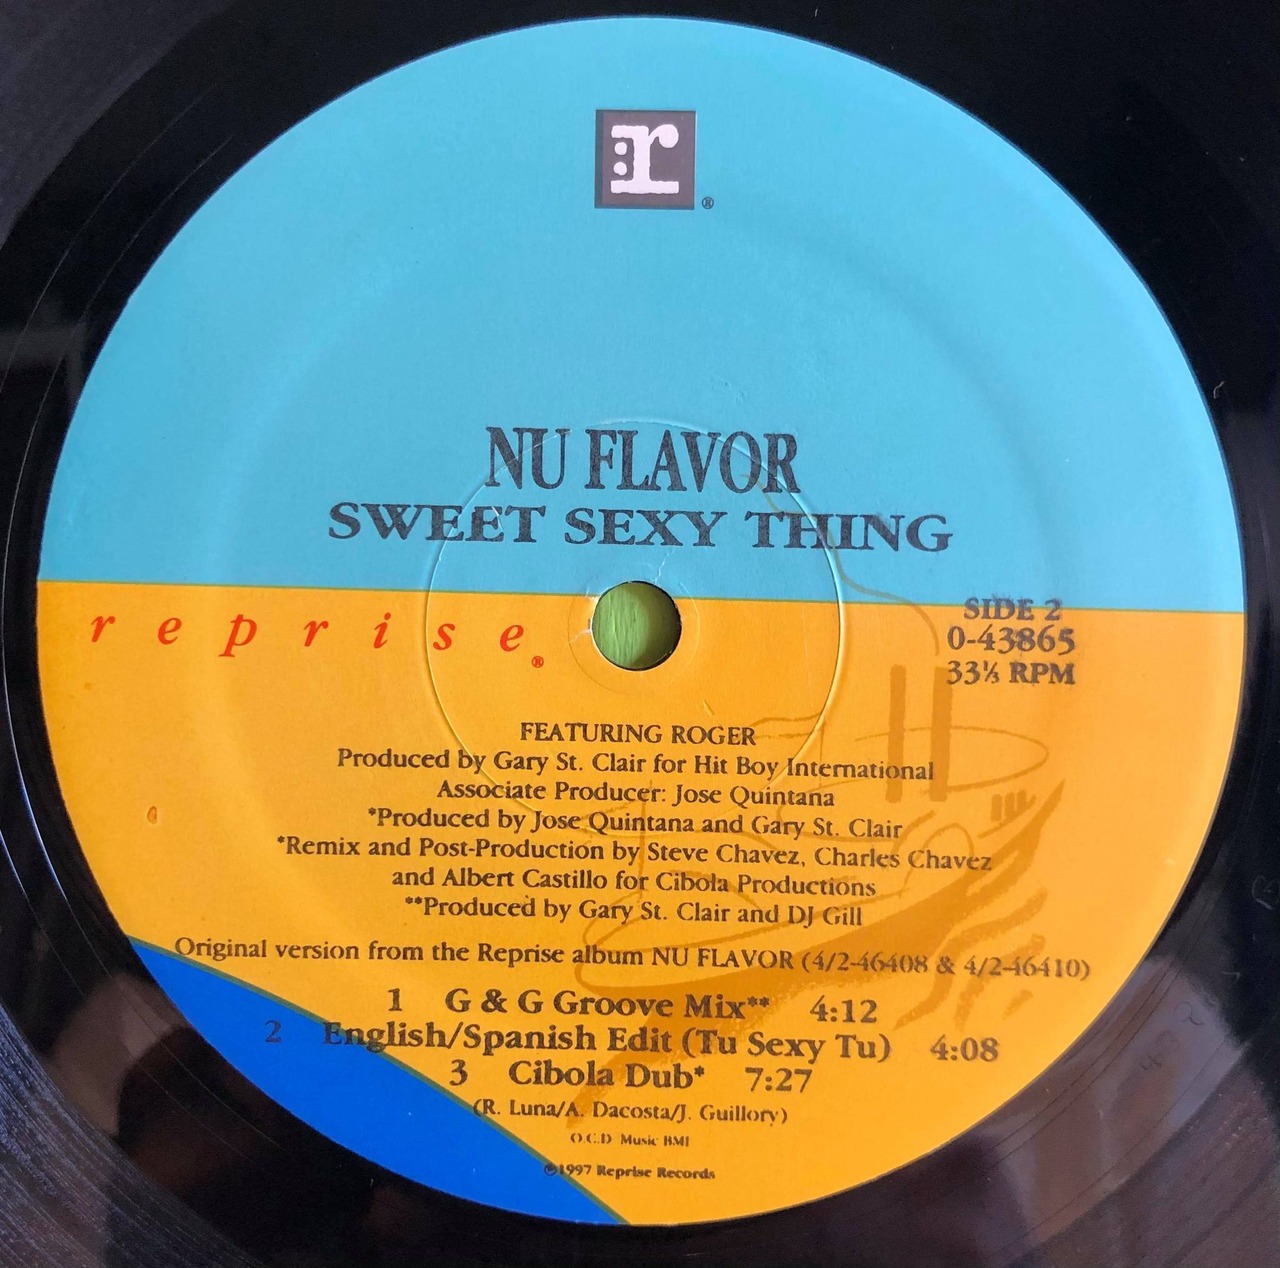 :r
®
NU FLAVOR
SWEET SEXY THING
reprise®
SIDE 2
0-43865
33⅓ RPM
FEATURING ROGER
Produced by Gary St. Clair for Hit Boy International
Associate Producer: Jose Quintana
*Produced by Jose Quintana and Gary St. Clair
*Remix and Post-Production by Steve Chavez, Charles Chavez
and Albert Castillo for Cibola Productions
**Produced by Gary St. Clair and DJ Gill
Original version from the Reprise album NU FLAVOR (4/2-46408 & 4/2-46410)
1 G & G Groove Mix** 4:12
2 English/Spanish Edit (Tu Sexy Tu) 4:08
3 Cibola Dub* 7:27
(R. Luna/A. Dacosta/J. Guillory)
O.C.D Music BMI
©1997 Reprise Records